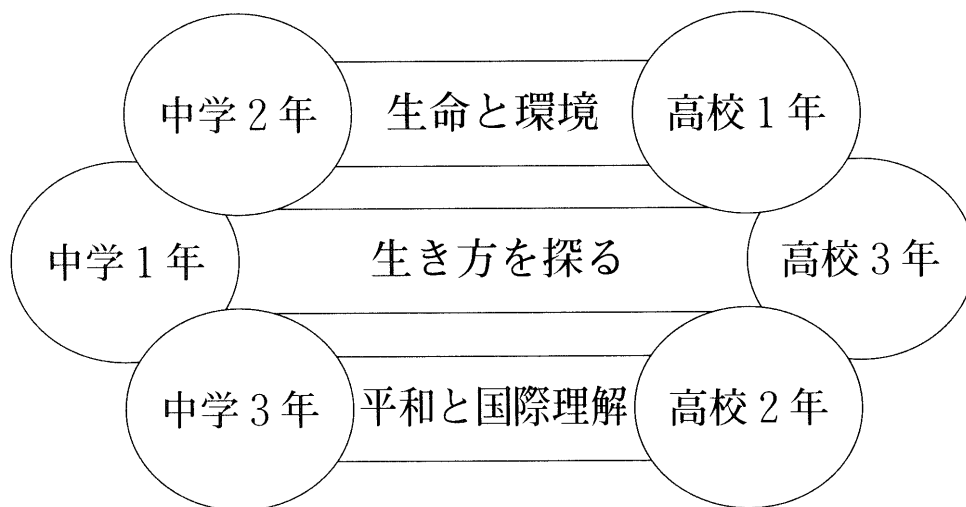 中学2年 生命と環境 高校1年
中学1年 生き方を探る 高校3年
中学3年 平和と国際理解 高校2年